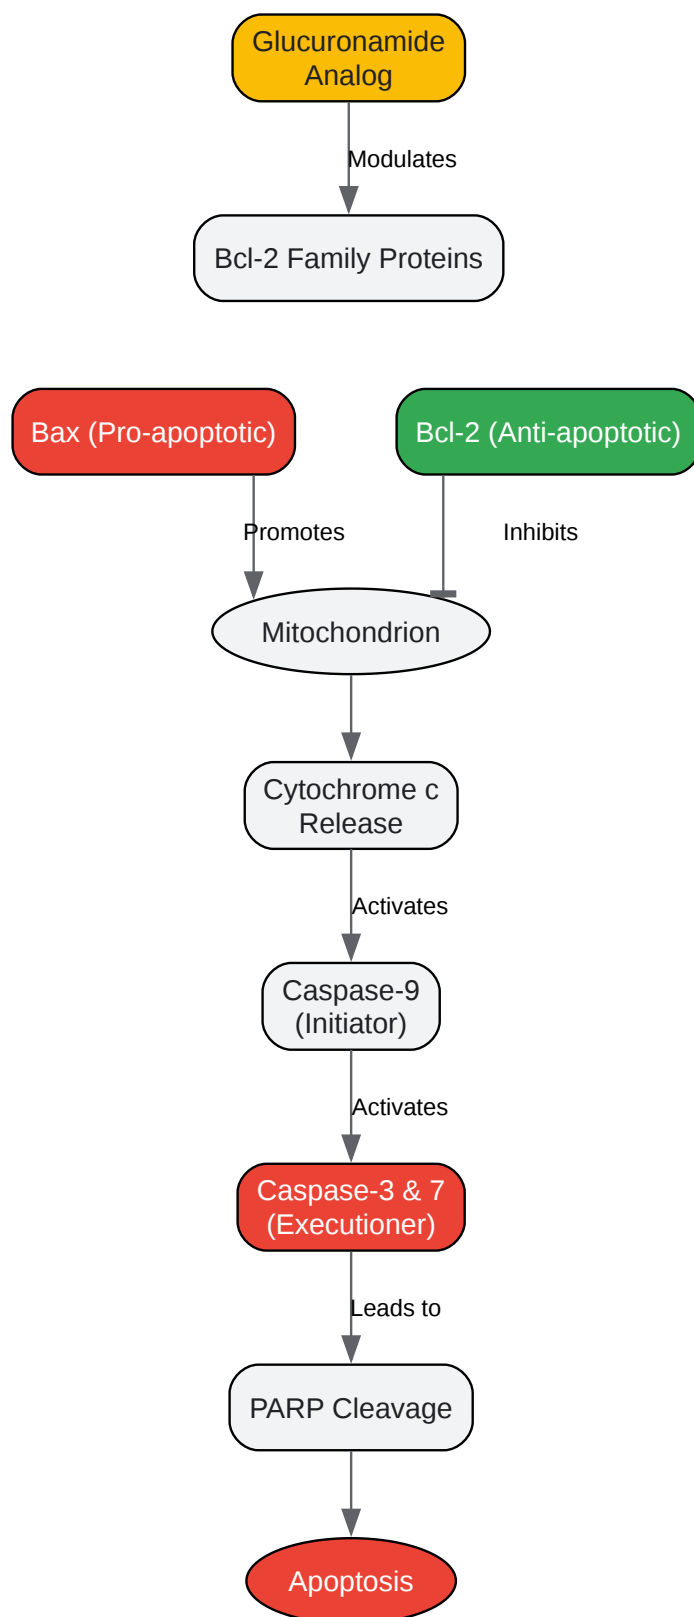 Glucuronamide
Analog
Modulates
Bcl-2 Family Proteins
Bax (Pro-apoptotic)
Bcl-2 (Anti-apoptotic)
Promotes
Inhibits
Mitochondrion
Cytochrome c
Release
Activates
Caspase-9
(Initiator)
Activates
Caspase-3 & 7
(Executioner)
Leads to
PARP Cleavage
Apoptosis